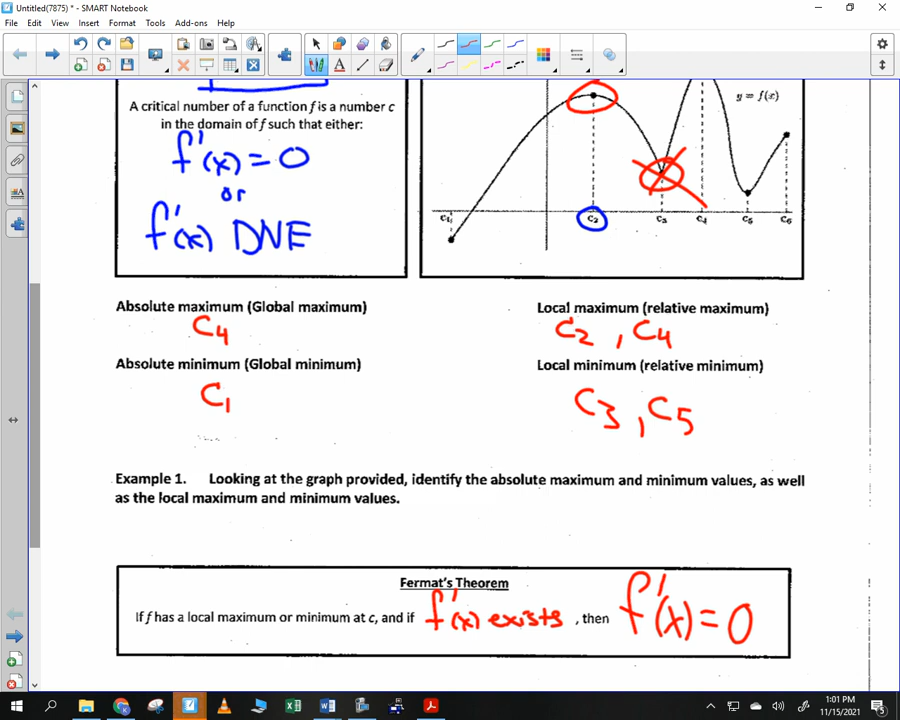 Untitled(7875) * - SMART Notebook
File Edit View Insert Format Tools Add-ons Help
A critical number of a function f is a number c
in the domain of f such that either:
f'(x) = 0
or
f'(x) DNE
y = f(x)
c₁ c₂ c₃ c₄ c₅ c₆
Absolute maximum (Global maximum)
C₄
Absolute minimum (Global minimum)
C₁
Local maximum (relative maximum)
C₂ , C₄
Local minimum (relative minimum)
C₃ , C₅
Example 1. Looking at the graph provided, identify the absolute maximum and minimum values, as well
as the local maximum and minimum values.
Fermat's Theorem
If f has a local maximum or minimum at c, and if f'(x) exists , then f'(x) = 0
1:01 PM
11/15/2021
5